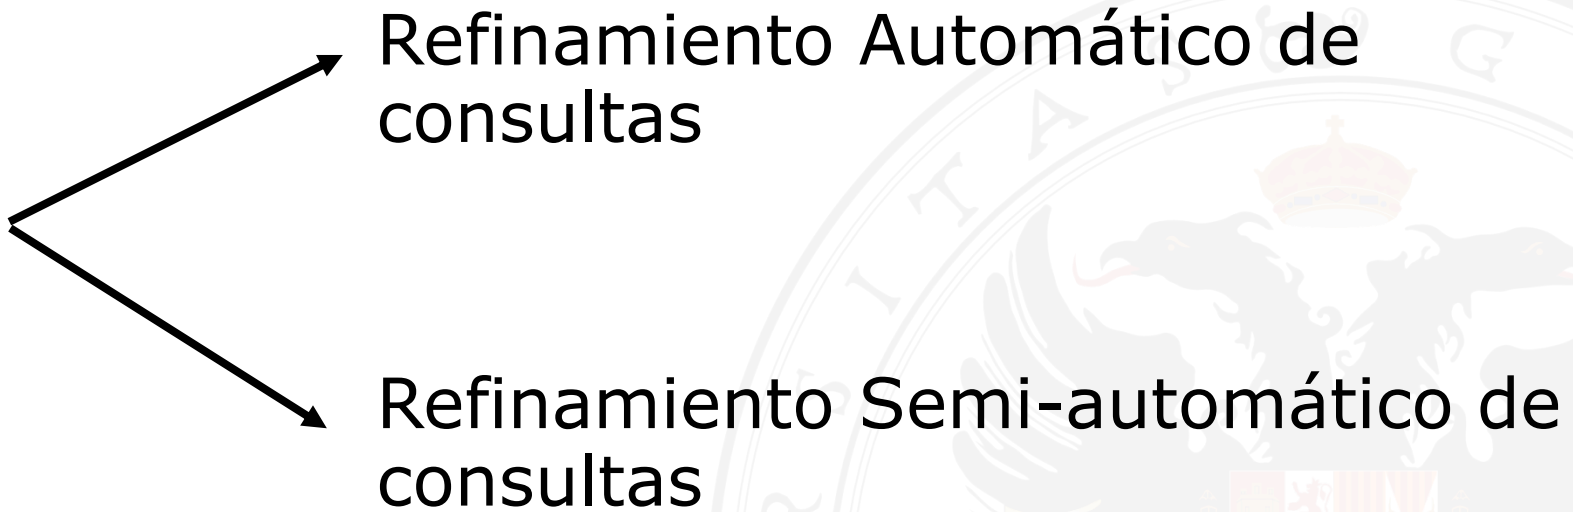 Refinamiento Automático de
consultas
Refinamiento Semi-automático de
consultas
S I T A S G